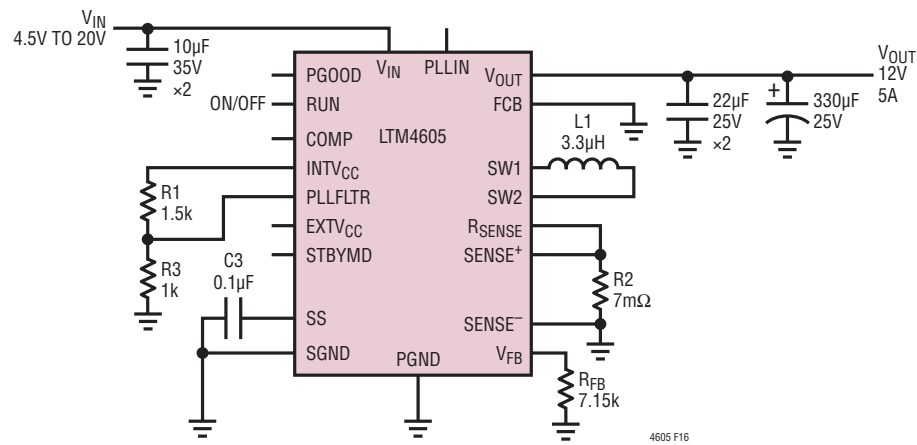 VIN
4.5V TO 20V
10µF
35V
×2
PGOOD
VIN
PLLIN
VOUT
ON/OFF
RUN
FCB
COMP
LTM4605
INTVCC
SW1
PLLFLTR
SW2
EXTVCC
RSENSE
STBYMD
SENSE+
SS
SENSE–
SGND
PGND
VFB
L1
3.3µH
R1
1.5k
R3
1k
C3
0.1µF
R2
7mΩ
RFB
7.15k
22µF
25V
×2
+
330µF
25V
VOUT
12V
5A
4605 F16